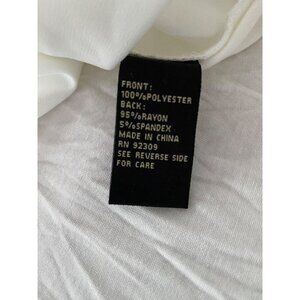 FRONT:
100%POLYESTER
BACK:
95%RAYON
5%SPANDEX
MADE IN CHINA
RN 92309
SEE REVERSE SIDE
FOR CARE